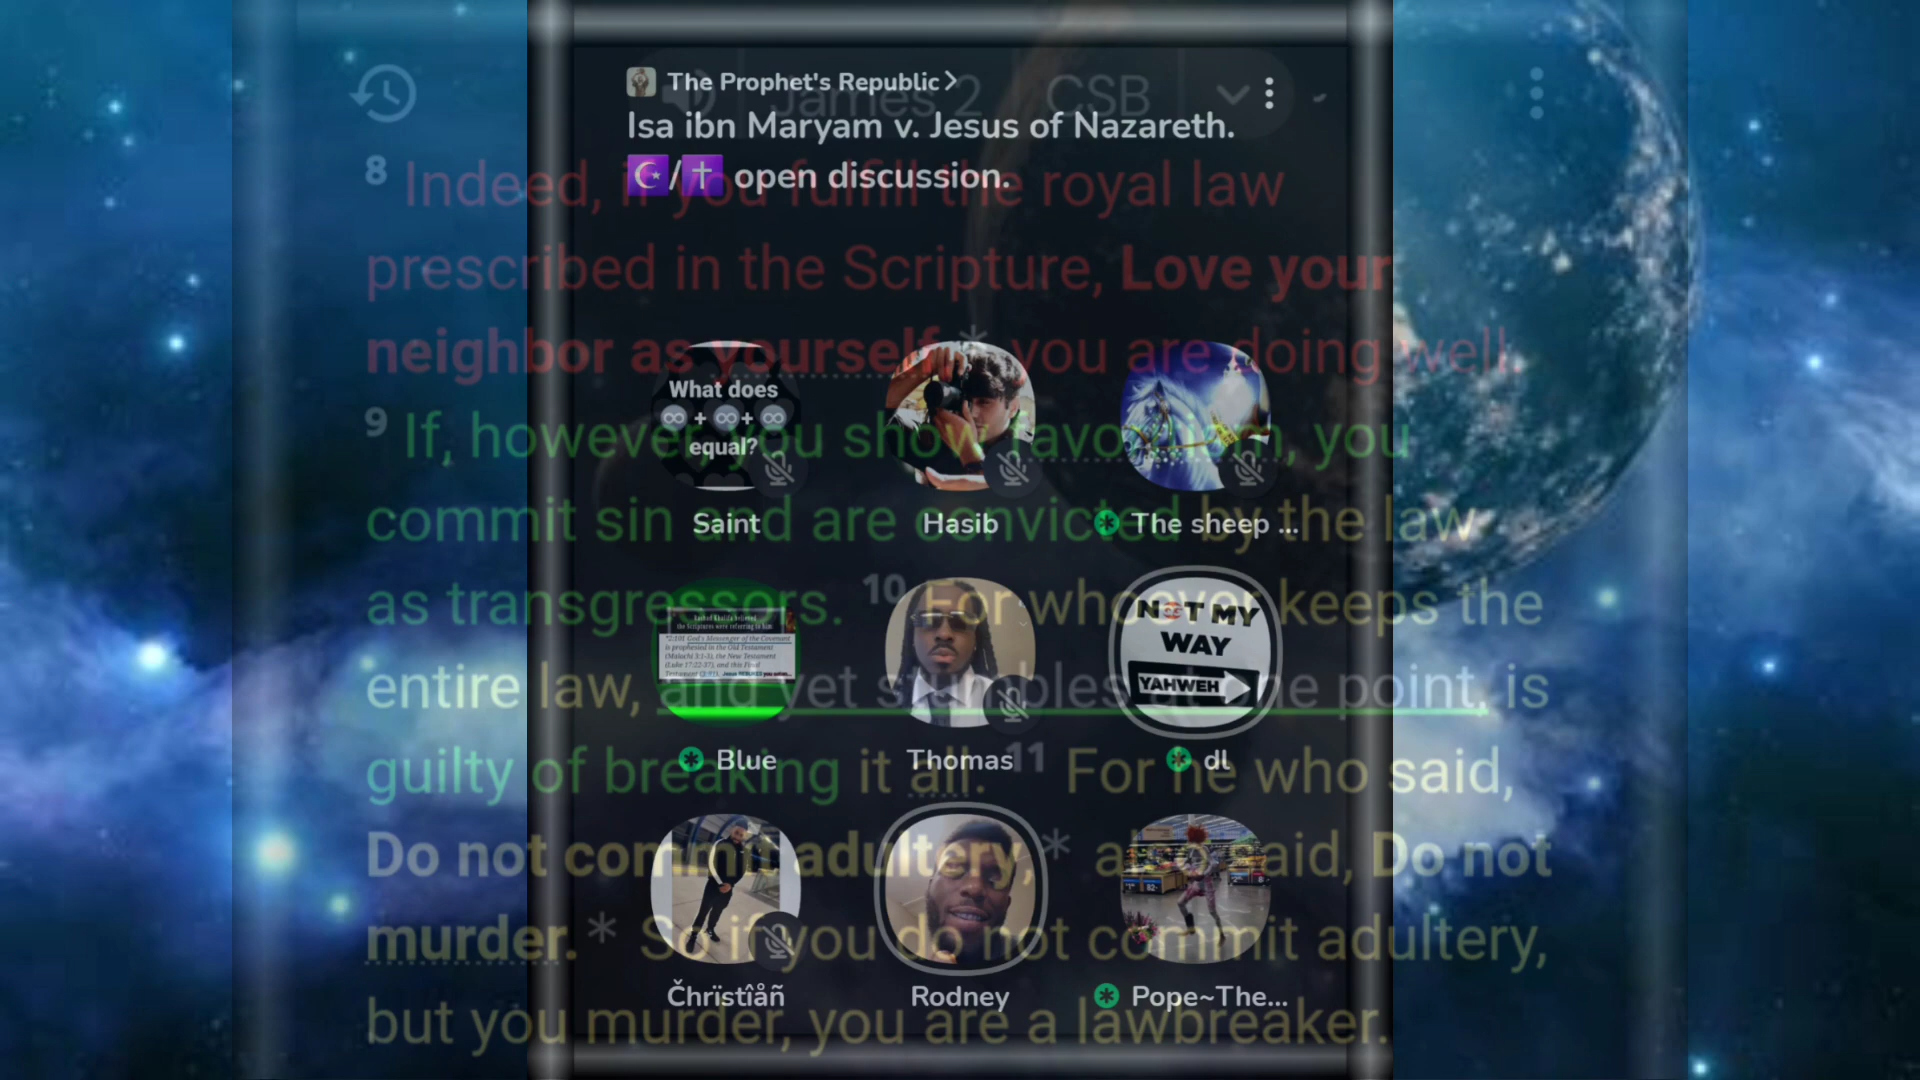 The Prophet's Republic
James 2 CSB
Isa ibn Maryam v. Jesus of Nazareth.
☪/✝ open discussion.
8 Indeed, if you fulfill the royal law
prescribed in the Scripture, Love your
neighbor as yourself,* you are doing well.
What does
∞ + ∞ + ∞
equal?
9 If, however, you show favoritism, you
commit sin and are convicted by the law
Saint
Hasib
The sheep ...
as transgressors. 10 For whoever keeps the
NOT MY
WAY
YAHWEH
entire law, and yet stumbles at one point, is
Blue
Thomas
dl
guilty of breaking it all. 11 For he who said,
Do not commit adultery,* also said, Do not
murder.* So if you do not commit adultery,
Čhrïstîåñ
Rodney
Pope~The...
but you murder, you are a lawbreaker.